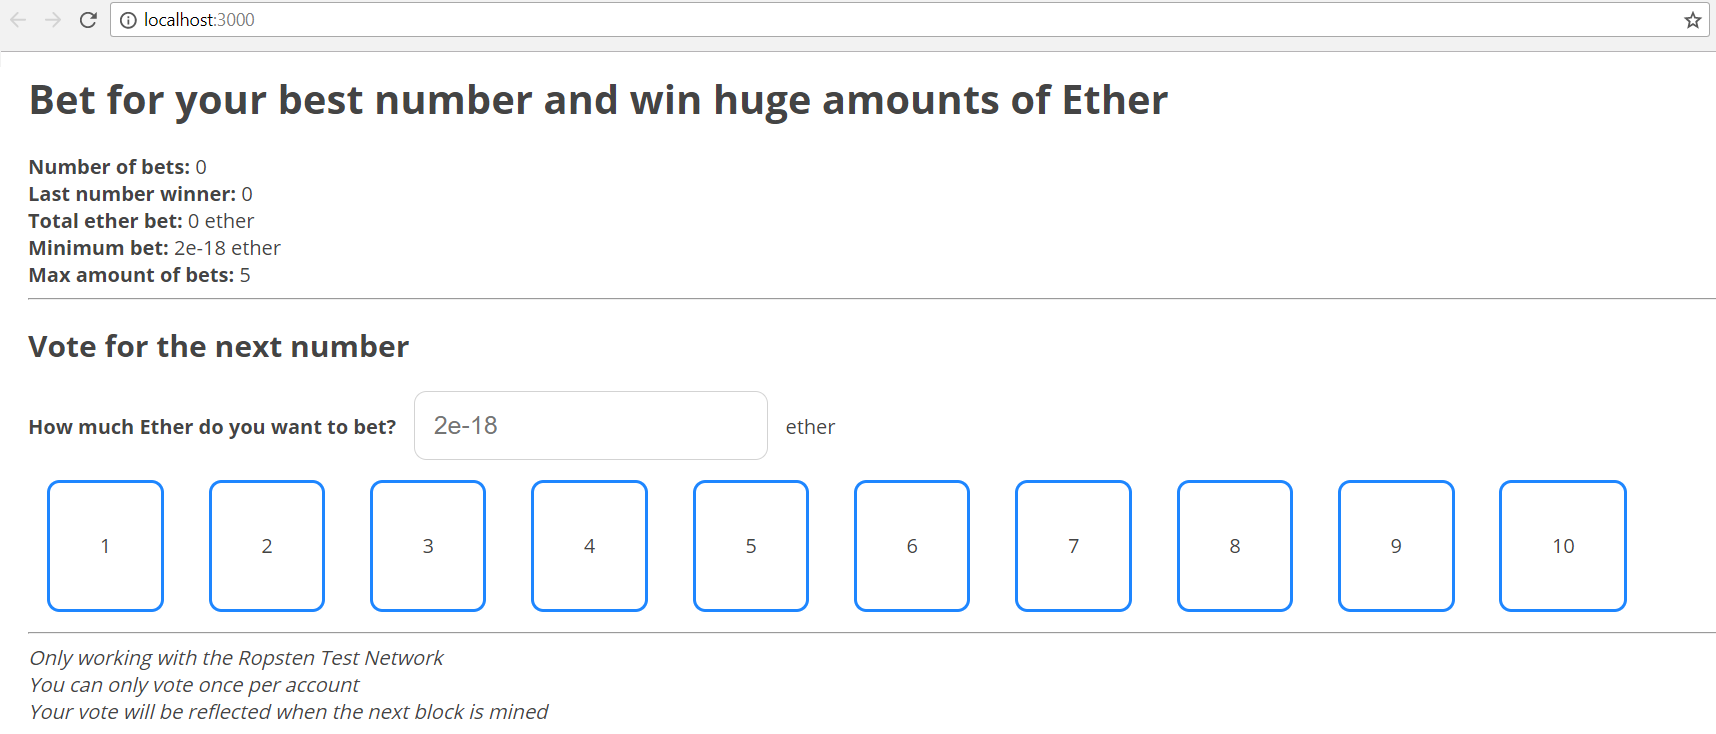 localhost:3000
Bet for your best number and win huge amounts of Ether
Number of bets: 0
Last number winner: 0
Total ether bet: 0 ether
Minimum bet: 2e-18 ether
Max amount of bets: 5
Vote for the next number
How much Ether do you want to bet? 2e-18 ether
1 2 3 4 5 6 7 8 9 10
Only working with the Ropsten Test Network
You can only vote once per account
Your vote will be reflected when the next block is mined